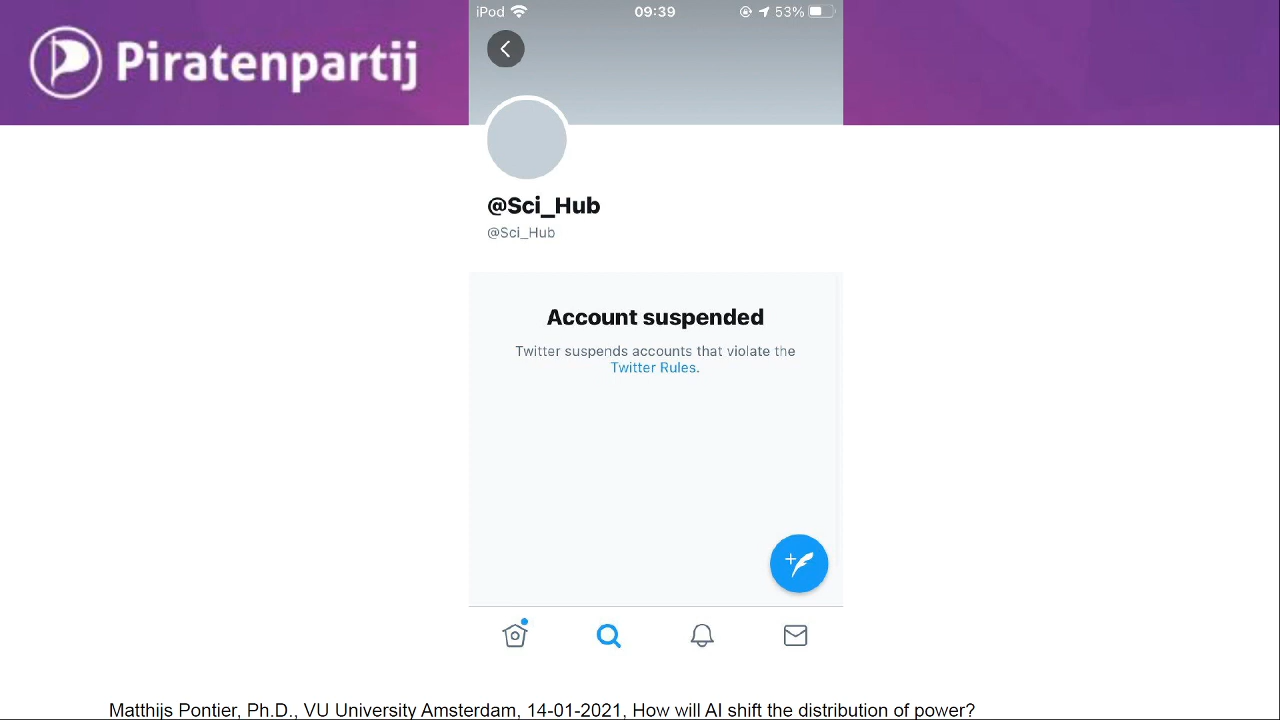 Piratenpartij
iPod 09:39 53%
@Sci_Hub
@Sci_Hub
Account suspended
Twitter suspends accounts that violate the
Twitter Rules.
Matthijs Pontier, Ph.D., VU University Amsterdam, 14-01-2021, How will AI shift the distribution of power?